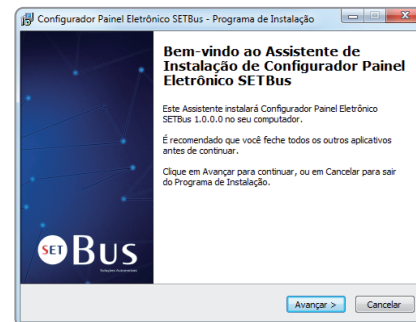 Configurador Painel Eletrônico SETBus - Programa de Instalação
Bem-vindo ao Assistente de
Instalação de Configurador Painel
Eletrônico SETBus
Este Assistente instalará Configurador Painel Eletrônico
SETBus 1.0.0.0 no seu computador.
É recomendado que você feche todos os outros aplicativos
antes de continuar.
Clique em Avançar para continuar, ou em Cancelar para sair
do Programa de Instalação.
SET BUS
Soluções Automotivas
Avançar > Cancelar